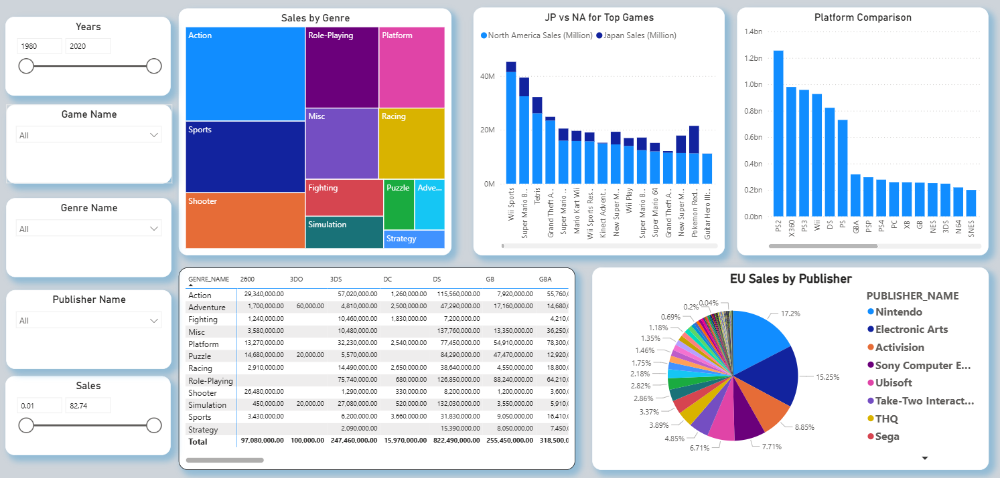 Years
1980 2020
Game Name
All
Genre Name
All
Publisher Name
All
Sales
0.01 82.74
Sales by Genre
Action
Role-Playing
Platform
Sports
Misc
Racing
Shooter
Fighting
Puzzle
Adve...
Simulation
Strategy
JP vs NA for Top Games
North America Sales (Million) Japan Sales (Million)
40M
20M
0M
Wii Sports
Super Mario B...
Tetris
Grand Theft A...
Super Mario ...
Mario Kart Wii
Wii Sports Res...
Kinect Advent...
New Super M...
Wii Play
Super Mario B...
Super Mario 64
Grand Theft A...
New Super M...
Pokemon Red...
Guitar Hero III:...
Platform Comparison
1.4bn
1.2bn
1.0bn
0.8bn
0.6bn
0.4bn
0.2bn
0.0bn
PS2
X360
PS3
Wii
DS
PS
GBA
PSP
PS4
PC
XB
GB
NES
3DS
N64
SNES
GENRE_NAME 2600 3DO 3DS DC DS GB GBA
Action 29,340,000.00 57,020,000.00 1,260,000.00 115,560,000.00 7,920,000.00 55,760,0
Adventure 1,700,000.00 60,000.00 4,810,000.00 2,500,000.00 47,290,000.00 17,160,000.00 14,680,0
Fighting 1,240,000.00 10,460,000.00 1,830,000.00 7,200,000.00 4,210,0
Misc 3,580,000.00 10,480,000.00 137,760,000.00 13,350,000.00 36,250,0
Platform 13,270,000.00 32,230,000.00 2,540,000.00 77,450,000.00 54,910,000.00 78,300,0
Puzzle 14,680,000.00 20,000.00 5,570,000.00 84,290,000.00 47,470,000.00 12,920,0
Racing 2,910,000.00 14,490,000.00 2,650,000.00 38,640,000.00 4,550,000.00 18,800,0
Role-Playing 75,740,000.00 680,000.00 126,850,000.00 88,240,000.00 64,210,0
Shooter 26,480,000.00 1,290,000.00 330,000.00 8,200,000.00 1,200,000.00 3,600,0
Simulation 450,000.00 20,000.00 27,080,000.00 520,000.00 132,030,000.00 3,550,000.00 5,910,0
Sports 3,430,000.00 6,200,000.00 3,660,000.00 31,830,000.00 9,050,000.00 16,410,0
Strategy 2,090,000.00 15,390,000.00 8,050,000.00 7,450,0
Total 97,080,000.00 100,000.00 247,460,000.00 15,970,000.00 822,490,000.00 255,450,000.00 318,500,0
EU Sales by Publisher
17.2%
15.25%
8.85%
7.71%
6.71%
4.85%
3.89%
3.37%
2.86%
2.82%
2.18%
1.75%
1.46%
1.35%
1.18%
0.69%
0.2%
0.04%
PUBLISHER_NAME
Nintendo
Electronic Arts
Activision
Sony Computer E...
Ubisoft
Take-Two Interact...
THQ
Sega